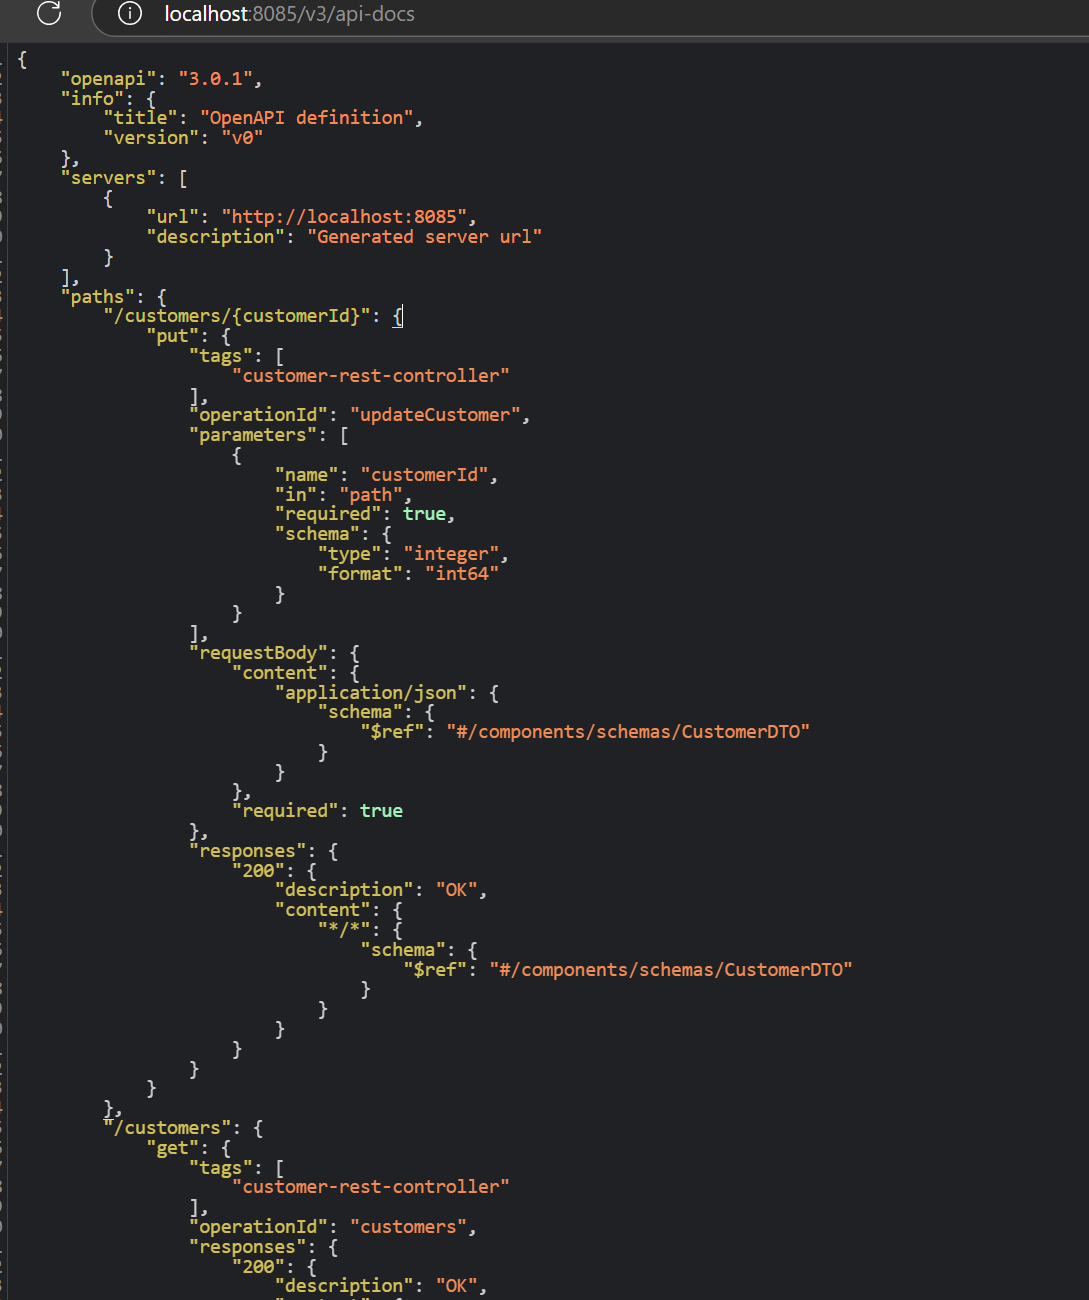 localhost:8085/v3/api-docs
{
    "openapi": "3.0.1",
    "info": {
        "title": "OpenAPI definition",
        "version": "v0"
    },
    "servers": [
        {
            "url": "http://localhost:8085",
            "description": "Generated server url"
        }
    ],
    "paths": {
        "/customers/{customerId}": {
            "put": {
                "tags": [
                    "customer-rest-controller"
                ],
                "operationId": "updateCustomer",
                "parameters": [
                    {
                        "name": "customerId",
                        "in": "path",
                        "required": true,
                        "schema": {
                            "type": "integer",
                            "format": "int64"
                        }
                    }
                ],
                "requestBody": {
                    "content": {
                        "application/json": {
                            "schema": {
                                "$ref": "#/components/schemas/CustomerDTO"
                            }
                        }
                    },
                    "required": true
                },
                "responses": {
                    "200": {
                        "description": "OK",
                        "content": {
                            "*/*": {
                                "schema": {
                                    "$ref": "#/components/schemas/CustomerDTO"
                                }
                            }
                        }
                    }
                }
            }
        },
        "/customers": {
            "get": {
                "tags": [
                    "customer-rest-controller"
                ],
                "operationId": "customers",
                "responses": {
                    "200": {
                        "description": "OK",